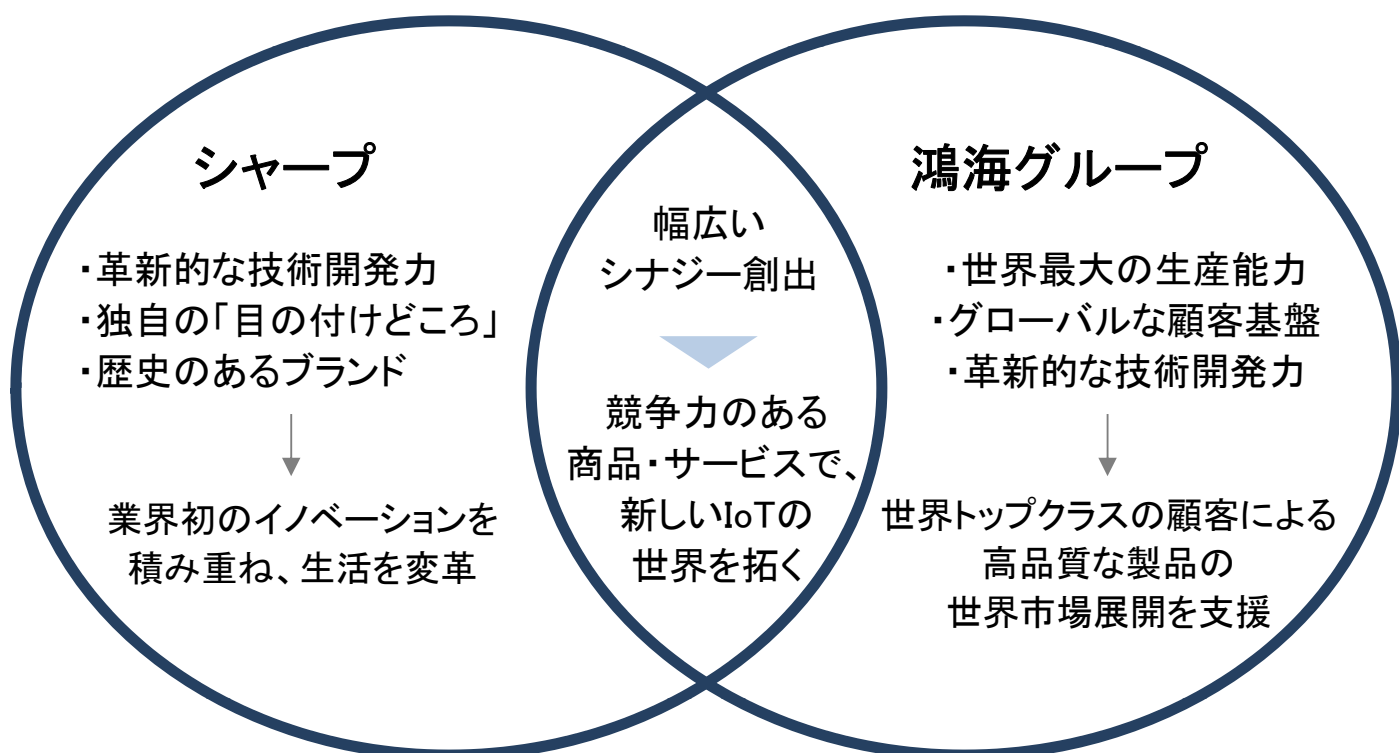 シャープ
・革新的な技術開発力
・独自の「目の付けどころ」
・歴史のあるブランド
業界初のイノベーションを
積み重ね、生活を変革
幅広い
シナジー創出
競争力のある
商品・サービスで、
新しいIoTの
世界を拓く
鴻海グループ
・世界最大の生産能力
・グローバルな顧客基盤
・革新的な技術開発力
世界トップクラスの顧客による
高品質な製品の
世界市場展開を支援